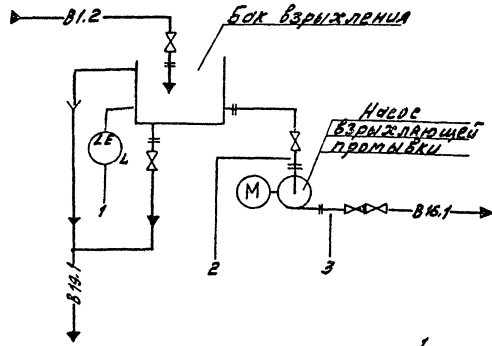 В1.2
Бак взрыхления
Насос
взрыхляющей
промывки
LE
L
М
1
2
3
В16.1
В19.1
1